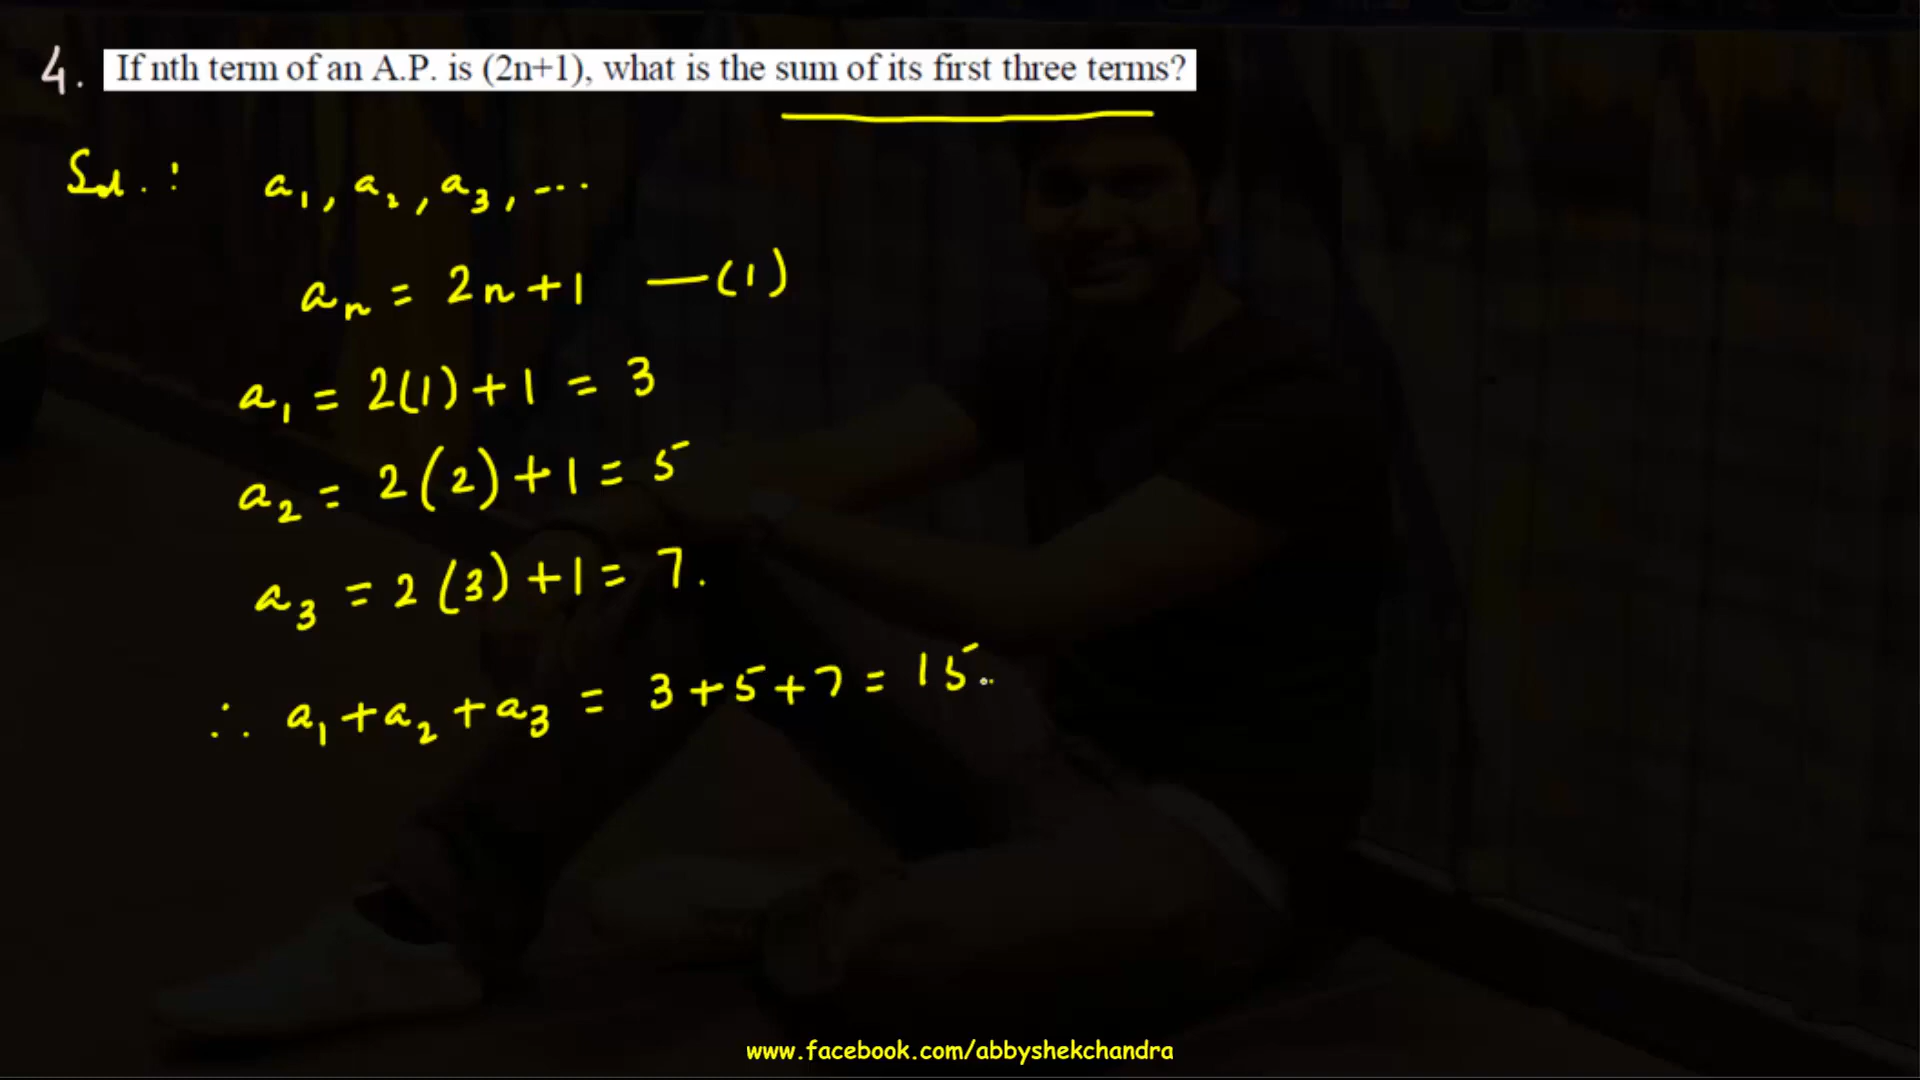 4. If nth term of an A.P. is (2n+1), what is the sum of its first three terms?
Sol. : a₁, a₂, a₃, ...
aₙ = 2n+1 —(1)
a₁ = 2(1)+1 = 3
a₂ = 2(2)+1 = 5
a₃ = 2(3)+1 = 7.
∴ a₁+a₂+a₃ = 3+5+7 = 15.
www.facebook.com/abbyshekchandra